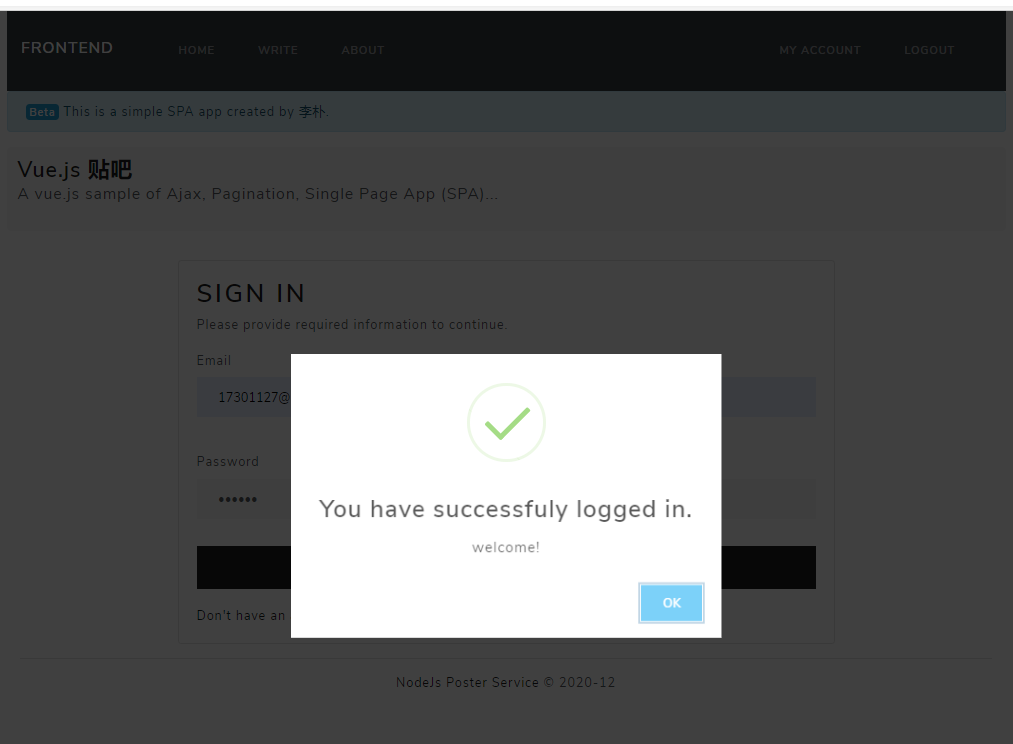 FRONTEND HOME WRITE ABOUT MY ACCOUNT LOGOUT
Beta This is a simple SPA app created by 李朴.
Vue.js 贴吧
A vue.js sample of Ajax, Pagination, Single Page App (SPA)...
SIGN IN
Please provide required information to continue.
Email
17301127@
Password
You have successfuly logged in.
welcome!
OK
Don't have an
NodeJs Poster Service © 2020-12